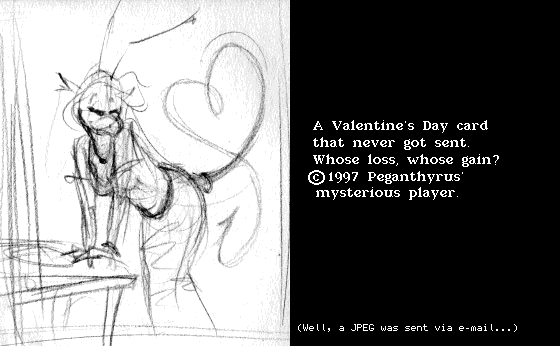 A Valentine's Day card
that never got sent.
Whose loss, whose gain?
©1997 Peganthyrus'
mysterious player.
(Well, a JPEG was sent via e-mail...)